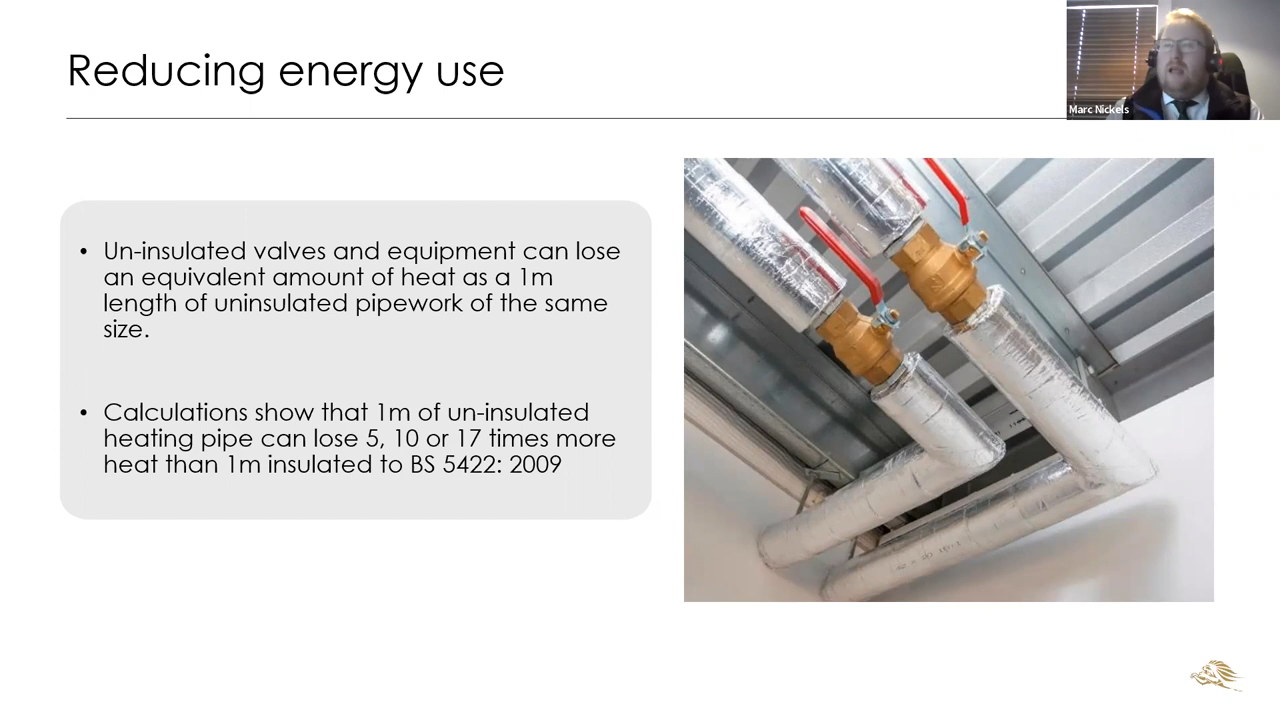 Reducing energy use
Marc Nickels
• Un-insulated valves and equipment can lose
an equivalent amount of heat as a 1m
length of uninsulated pipework of the same
size.
• Calculations show that 1m of un-insulated
heating pipe can lose 5, 10 or 17 times more
heat than 1m insulated to BS 5422: 2009